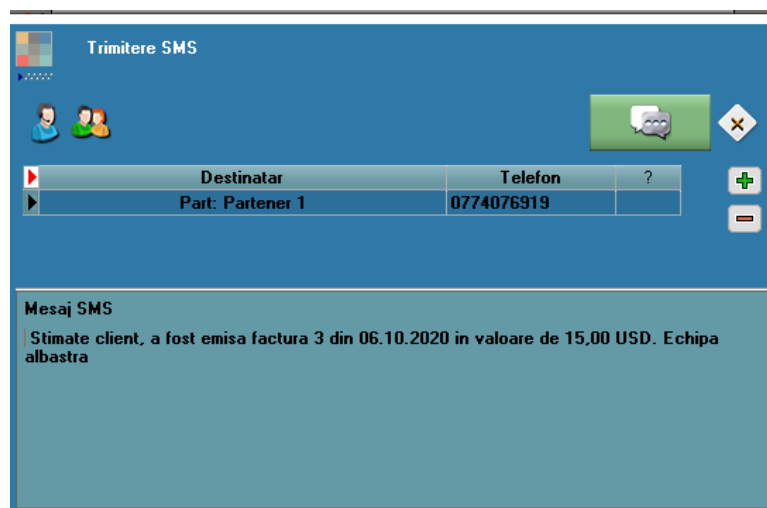 Trimitere SMS
Destinatar Telefon ?
Part: Partener 1 0774076919
Mesaj SMS
Stimate client, a fost emisa factura 3 din 06.10.2020 in valoare de 15,00 USD. Echipa
albastra